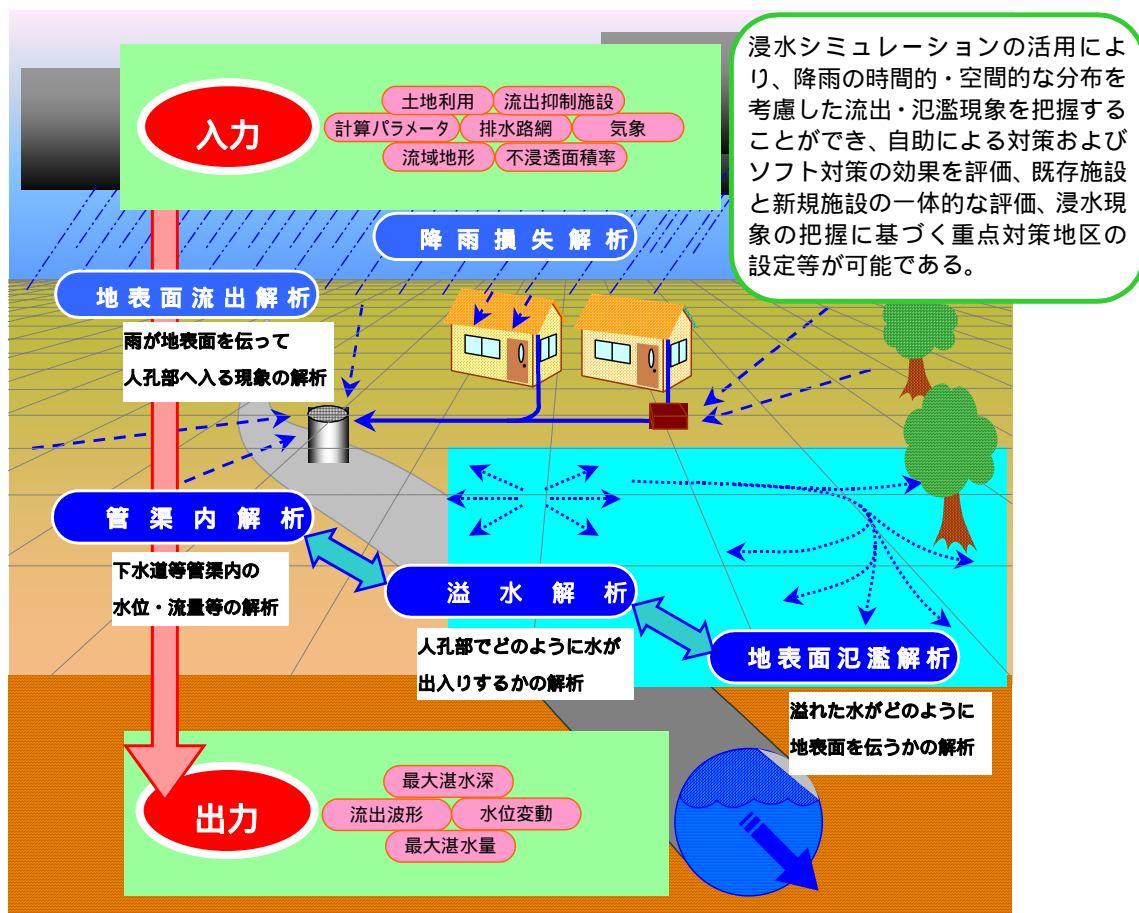 浸水シミュレーションの活用によ
り、降雨の時間的・空間的な分布を
考慮した流出・氾濫現象を把握する
ことができ、自助による対策および
ソフト対策の効果を評価、既存施設
と新規施設の一体的な評価、浸水現
象の把握に基づく重点対策地区の
設定等が可能である。
入力
土地利用 流出抑制施設
計算パラメータ 排水路網 気象
流域地形 不浸透面積率
降雨損失解析
地表面流出解析
雨が地表面を伝って
人孔部へ入る現象の解析
管渠内解析
下水道等管渠内の
水位・流量等の解析
溢水解析
人孔部でどのように水が
出入りするかの解析
地表面氾濫解析
溢れた水がどのように
地表面を伝うかの解析
出力
最大湛水深
流出波形 水位変動
最大湛水量